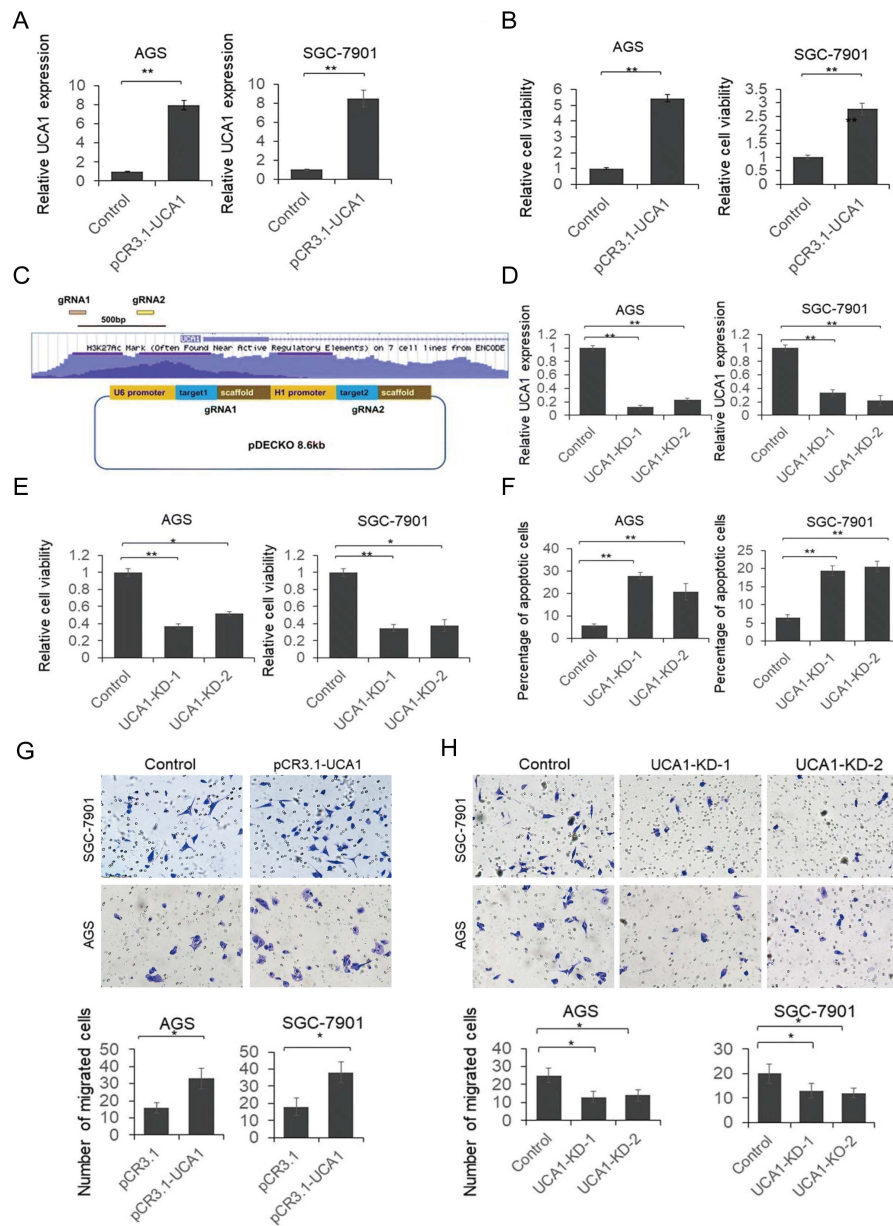 A
AGS
**
Relative UCA1 expression
10
8
6
4
2
0
Control
pCR3.1-UCA1
SGC-7901
**
Relative UCA1 expression
10
8
6
4
2
0
Control
pCR3.1-UCA1
B
AGS
**
Relative cell viability
6
5
4
3
2
1
0
Control
pCR3.1-UCA1
SGC-7901
**
**
Relative cell viability
3.5
3
2.5
2
1.5
1
0.5
0
Control
pCR3.1-UCA1
C
gRNA1
gRNA2
500bp
UCA1
H3K27Ac Mark (Often Found Near Active Regulatory Elements) on 7 cell lines from ENCODE
U6 promoter target1 scaffold H1 promoter target2 scaffold
gRNA1 gRNA2
pDECKO 8.6kb
D
AGS
**
**
Relative UCA1 expression
1.2
1
0.8
0.6
0.4
0.2
0
Control
UCA1-KD-1
UCA1-KD-2
SGC-7901
**
**
Relative UCA1 expression
1.2
1
0.8
0.6
0.4
0.2
0
Control
UCA1-KD-1
UCA1-KD-2
E
AGS
*
**
Relative cell viability
1.2
1
0.8
0.6
0.4
0.2
0
Control
UCA1-KD-1
UCA1-KD-2
SGC-7901
*
**
Relative cell viability
1.2
1
0.8
0.6
0.4
0.2
0
Control
UCA1-KD-1
UCA1-KD-2
F
AGS
**
**
Percentage of apoptotic cells
40
30
20
10
0
Control
UCA1-KD-1
UCA1-KD-2
SGC-7901
**
**
Percentage of apoptotic cells
25
20
15
10
5
0
Control
UCA1-KD-1
UCA1-KD-2
G
Control
pCR3.1-UCA1
SGC-7901
AGS
AGS
*
Number of migrated cells
50
40
30
20
10
0
pCR3.1
pCR3.1-UCA1
SGC-7901
*
50
40
30
20
10
0
pCR3.1
pCR3.1-UCA1
H
Control
UCA1-KD-1
UCA1-KD-2
SGC-7901
AGS
AGS
*
*
Number of migrated cells
40
30
20
10
0
Control
UCA1-KD-1
UCA1-KD-2
SGC-7901
*
*
Number of migrated cells
30
20
10
0
Control
UCA1-KD-1
UCA1-KO-2